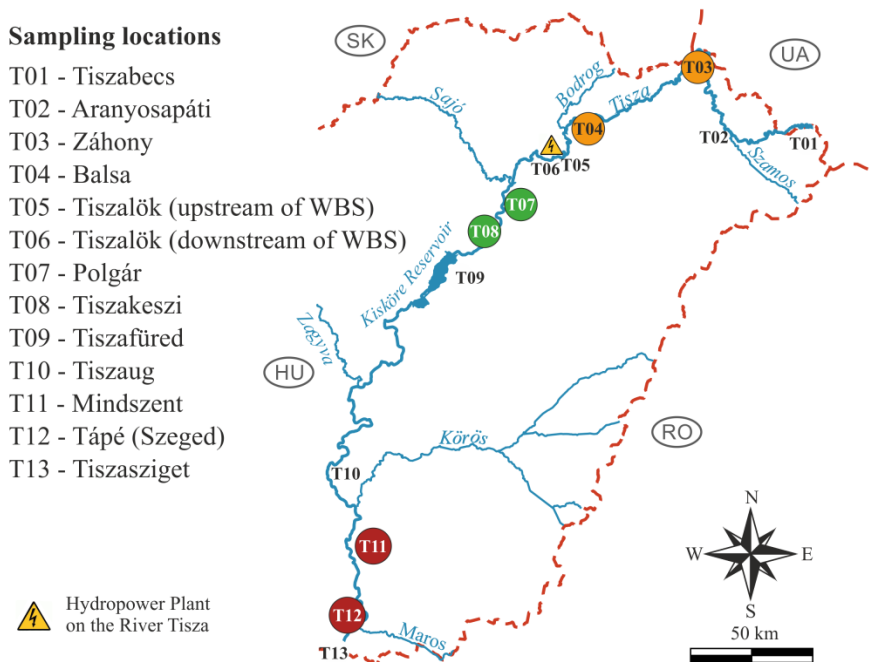 Sampling locations
T01 - Tiszabecs
T02 - Aranyosapáti
T03 - Záhony
T04 - Balsa
T05 - Tiszalök (upstream of WBS)
T06 - Tiszalök (downstream of WBS)
T07 - Polgár
T08 - Tiszakeszi
T09 - Tiszafüred
T10 - Tiszaug
T11 - Mindszent
T12 - Tápé (Szeged)
T13 - Tiszasziget
Hydropower Plant
on the River Tisza
SK
UA
T03
Bodrog
Tisza
Sajó
T04
T02
T01
T05
T06
Szamos
T07
T08
T09
Kisköre Reservoir
Zagyva
HU
RO
Körös
T10
T11
T12
Maros
T13
N
W
E
S
50 km